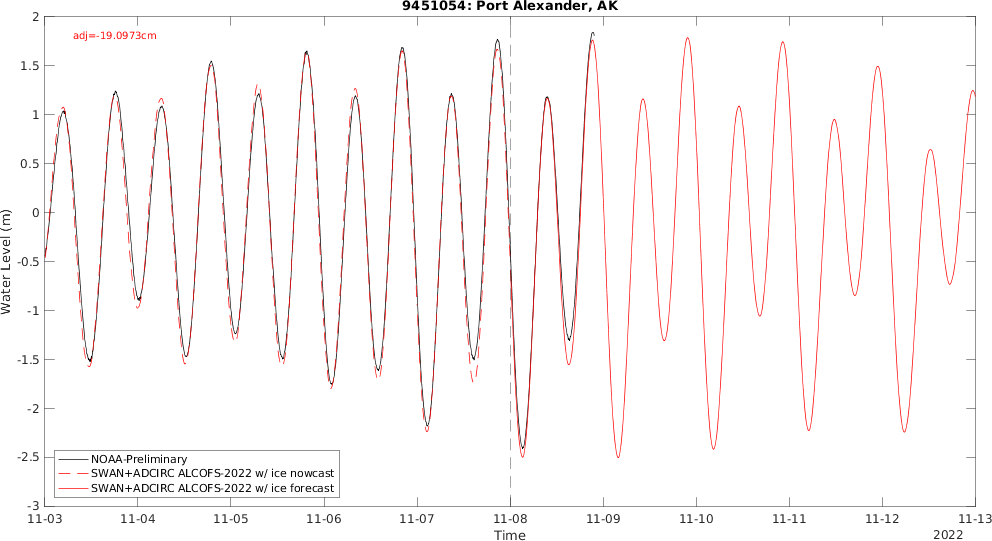 9451054: Port Alexander, AK
adj=-19.0973cm
Water Level (m)
2
1.5
1
0.5
0
-0.5
-1
-1.5
-2
-2.5
-3
NOAA-Preliminary
SWAN+ADCIRC ALCOFS-2022 w/ ice nowcast
SWAN+ADCIRC ALCOFS-2022 w/ ice forecast
11-03 11-04 11-05 11-06 11-07 11-08 11-09 11-10 11-11 11-12 11-13
Time
2022